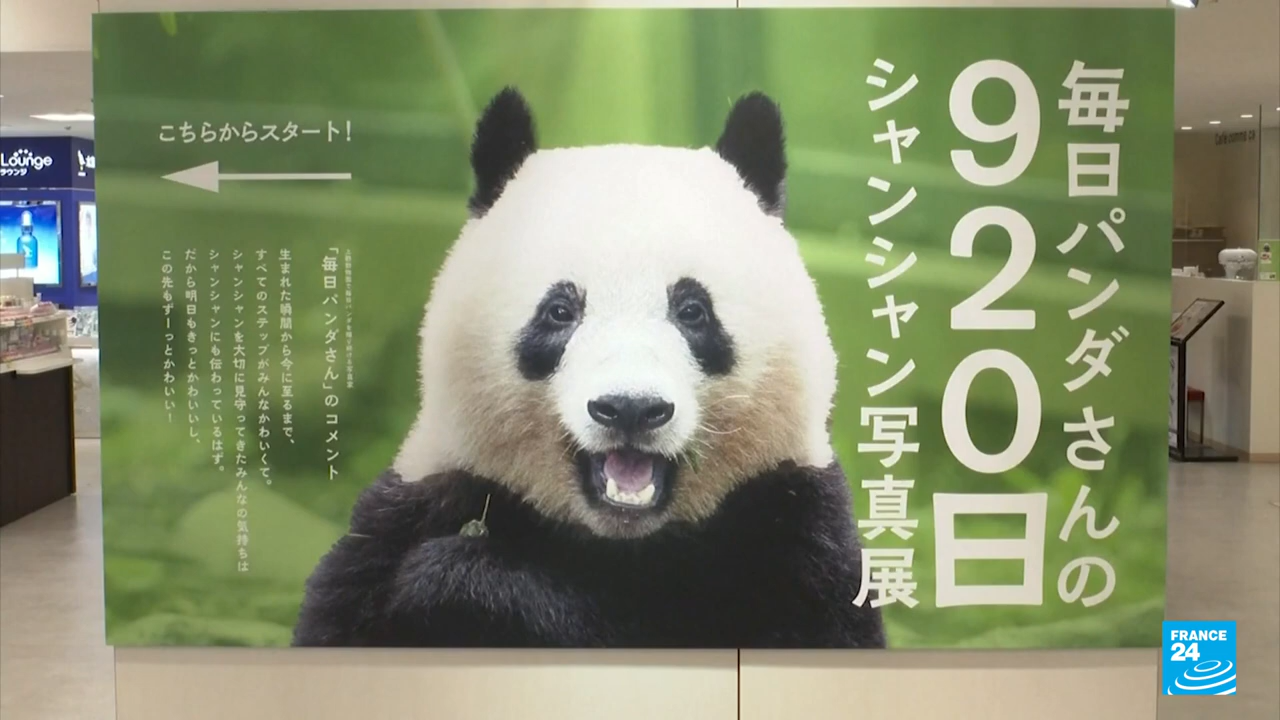 毎日パンダさんの
920日
シャンシャン写真展
こちらからスタート！
「毎日パンダさん」のコメント
生まれた瞬間から今に至るまで、
すべてのステップがみんなかわいくて。
シャンシャンを大切に見守ってきたみんなの気持ちは
シャンシャンにも伝わっているはず。
だから明日もきっとかわいいし、
この先もずーっとかわいい！
Lounge
ラウンジ
Café comme ça
FRANCE
24